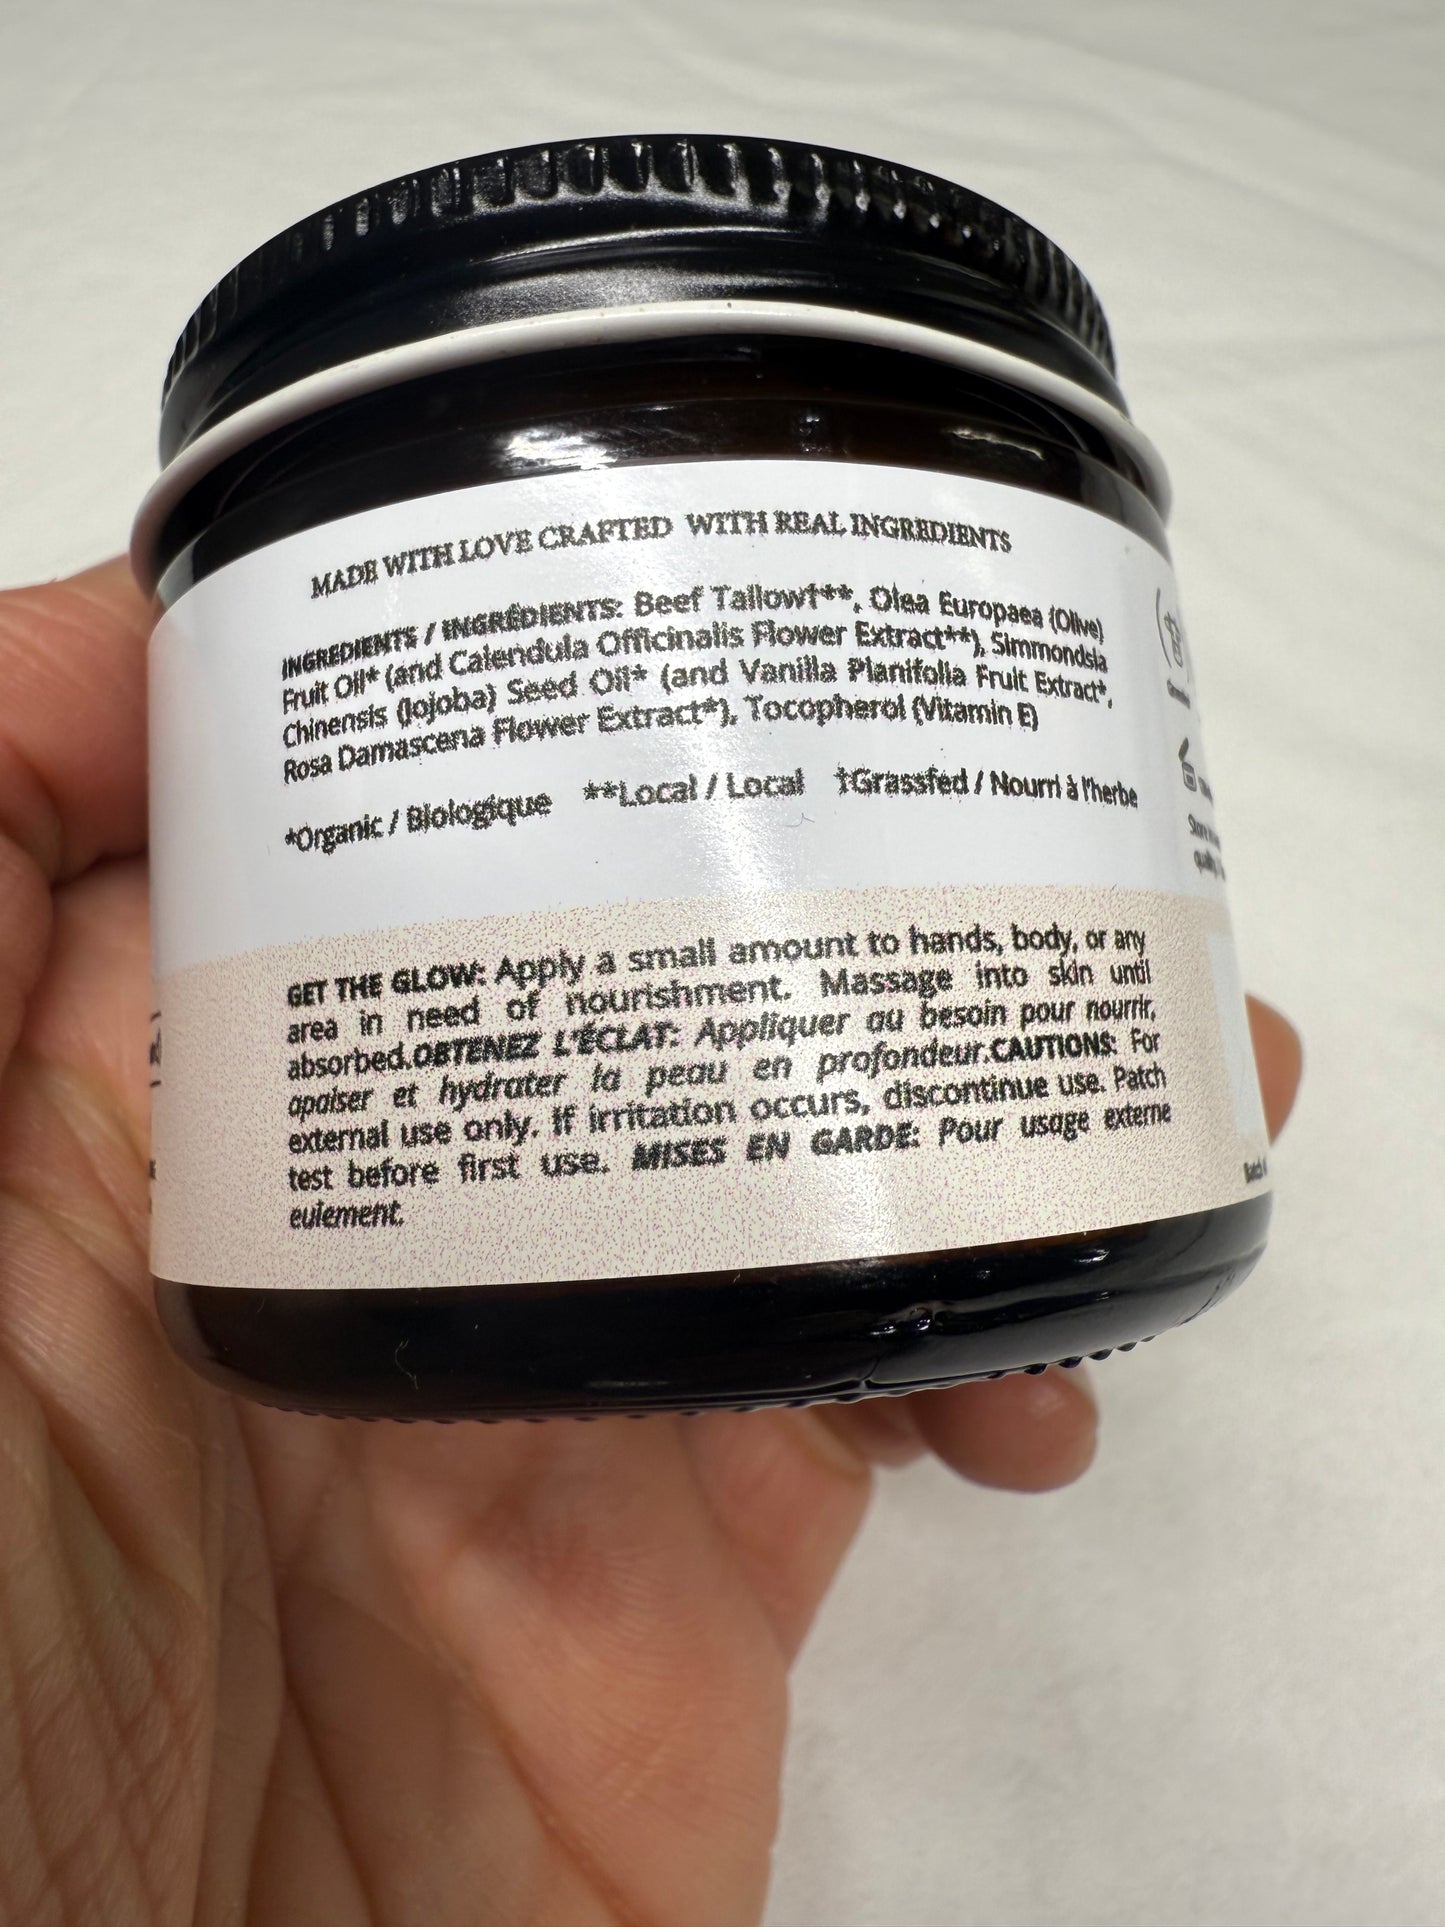 MADE WITH LOVE CRAFTED WITH REAL INGREDIENTS
INGREDIENTS / INGRÉDIENTS: Beef Tallow†**, Olea Europaea (Olive)
Fruit Oil* (and Calendula Officinalis Flower Extract**), Simmondsia
Chinensis (Jojoba) Seed Oil* (and Vanilla Planifolia Fruit Extract*,
Rosa Damascena Flower Extract*), Tocopherol (Vitamin E)
*Organic / Biologique **Local / Local †Grassfed / Nourri à l'herbe
GET THE GLOW: Apply a small amount to hands, body, or any
area in need of nourishment. Massage into skin until
absorbed.OBTENEZ L'ÉCLAT: Appliquer au besoin pour nourrir,
apaiser et hydrater la peau en profondeur.CAUTIONS: For
external use only. If irritation occurs, discontinue use. Patch
test before first use. MISES EN GARDE: Pour usage externe
eulement.
Store
quality
Batch